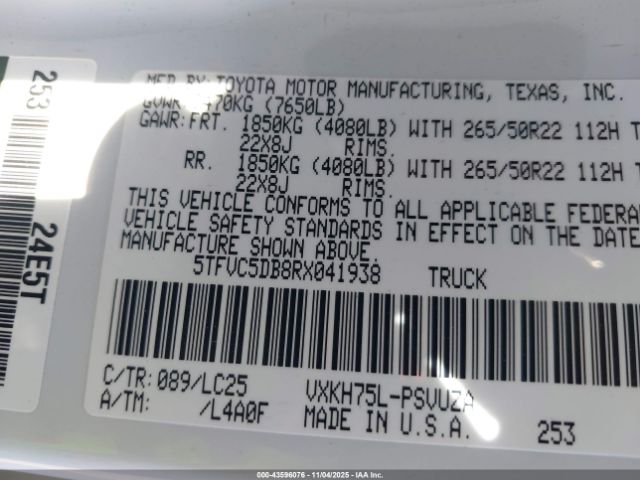 MFD BY:TOYOTA MOTOR MANUFACTURING, TEXAS, INC.
GVWR 3470KG (7650LB)
GAWR:FRT. 1850KG (4080LB) WITH 265/50R22 112H T
22X8J RIMS.
RR. 1850KG (4080LB) WITH 265/50R22 112H T
22X8J RIMS.
THIS VEHICLE CONFORMS TO ALL APPLICABLE FEDERA
VEHICLE SAFETY STANDARDS IN EFFECT ON THE DATE
MANUFACTURE SHOWN ABOVE.
5TFVC5DB8RX041938 TRUCK
C/TR:089/LC25 VXKH75L-PSVUZA
A/TM: /L4A0F MADE IN U.S.A. 253
253
24E5T
000-43596076 - 11/04/2025 - IAA Inc.